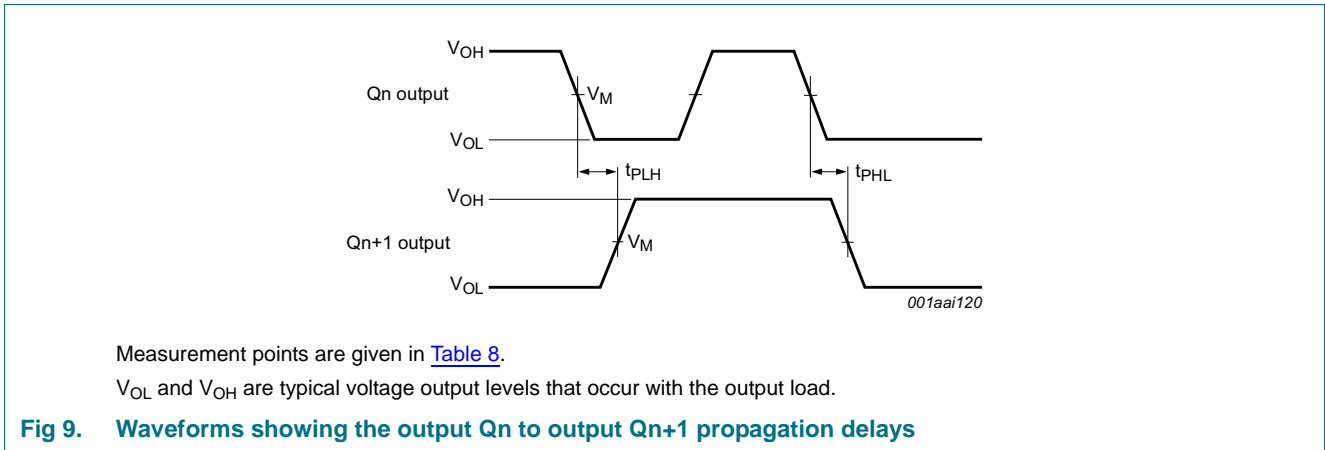 VOH
Qn output
VM
VOL
tPLH
tPHL
VOH
Qn+1 output
VM
VOL
001aai120
Measurement points are given in Table 8.
VOL and VOH are typical voltage output levels that occur with the output load.
Fig 9. Waveforms showing the output Qn to output Qn+1 propagation delays